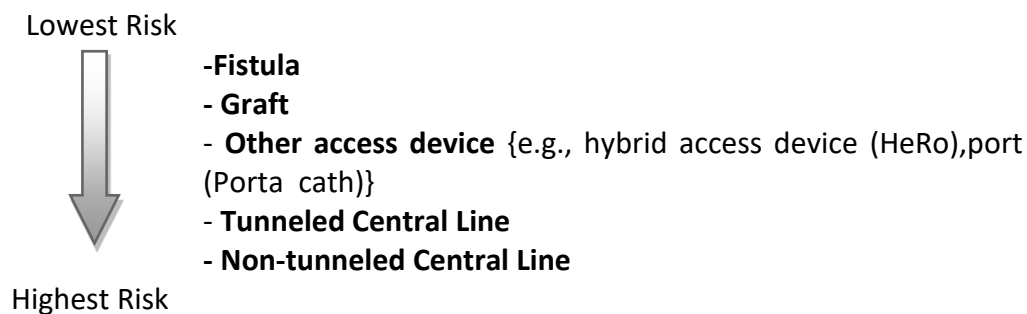 Lowest Risk
-Fistula
- Graft
- Other access device {e.g., hybrid access device (HeRo),port
(Porta cath)}
- Tunneled Central Line
- Non-tunneled Central Line
Highest Risk